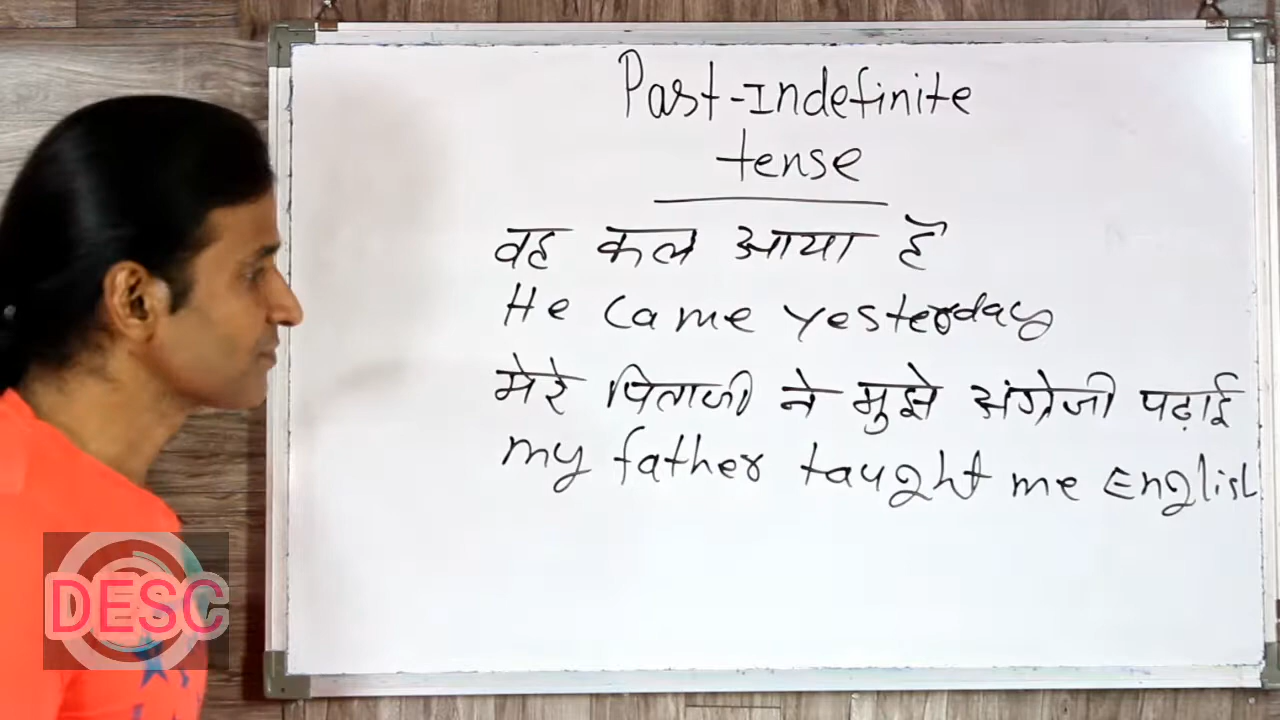 Past-Indefinite
tense
वह कल आया है
He came yesterday
मेरे पिताजी ने मुझे अंग्रेजी पढ़ाई
my father taught me English
DESC